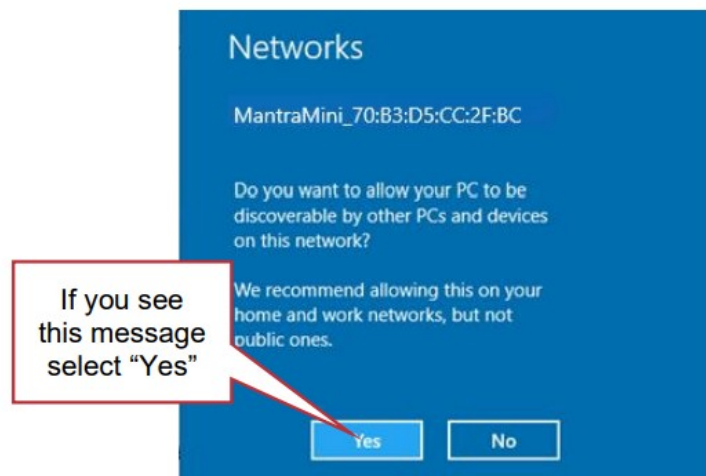 Networks
MantraMini_70:B3:D5:CC:2F:BC
Do you want to allow your PC to be
discoverable by other PCs and devices
on this network?
We recommend allowing this on your
home and work networks, but not
public ones.
If you see
this message
select “Yes”
Yes
No